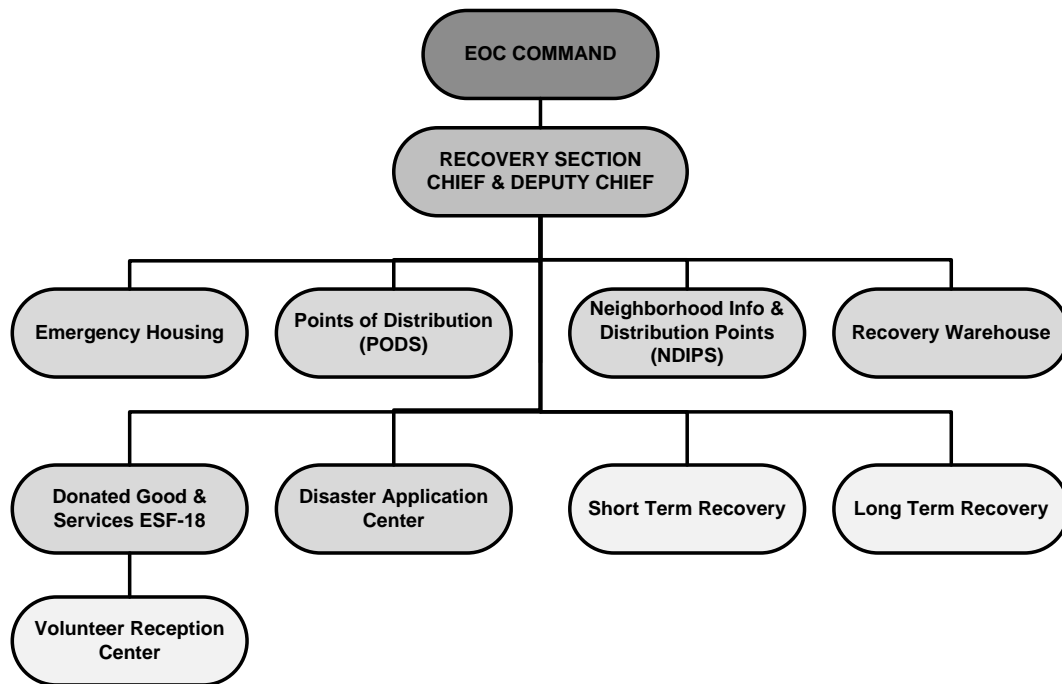 EOC COMMAND
RECOVERY SECTION
CHIEF & DEPUTY CHIEF
Emergency Housing
Points of Distribution
(PODS)
Neighborhood Info &
Distribution Points
(NDIPS)
Recovery Warehouse
Donated Good &
Services ESF-18
Disaster Application
Center
Short Term Recovery
Long Term Recovery
Volunteer Reception
Center